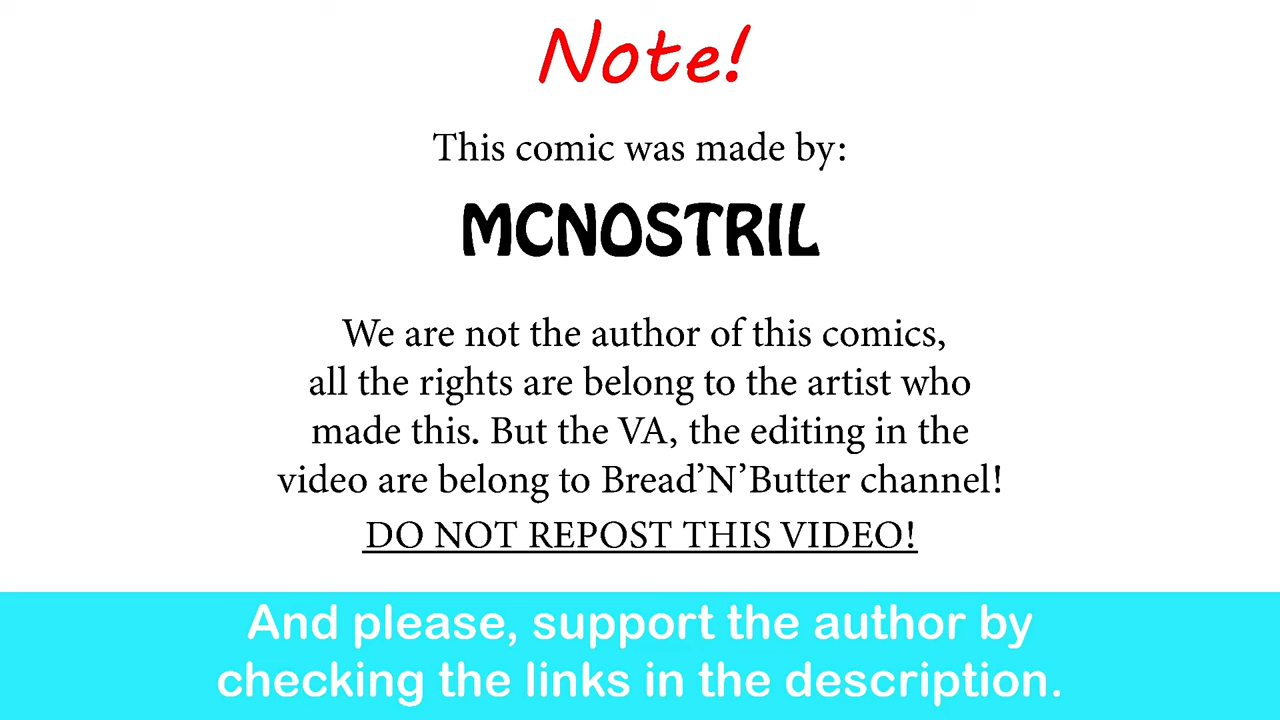 Note!
This comic was made by:
MCNOSTRIL
We are not the author of this comics,
all the rights are belong to the artist who
made this. But the VA, the editing in the
video are belong to Bread’N’Butter channel!
DO NOT REPOST THIS VIDEO!
And please, support the author by
checking the links in the description.